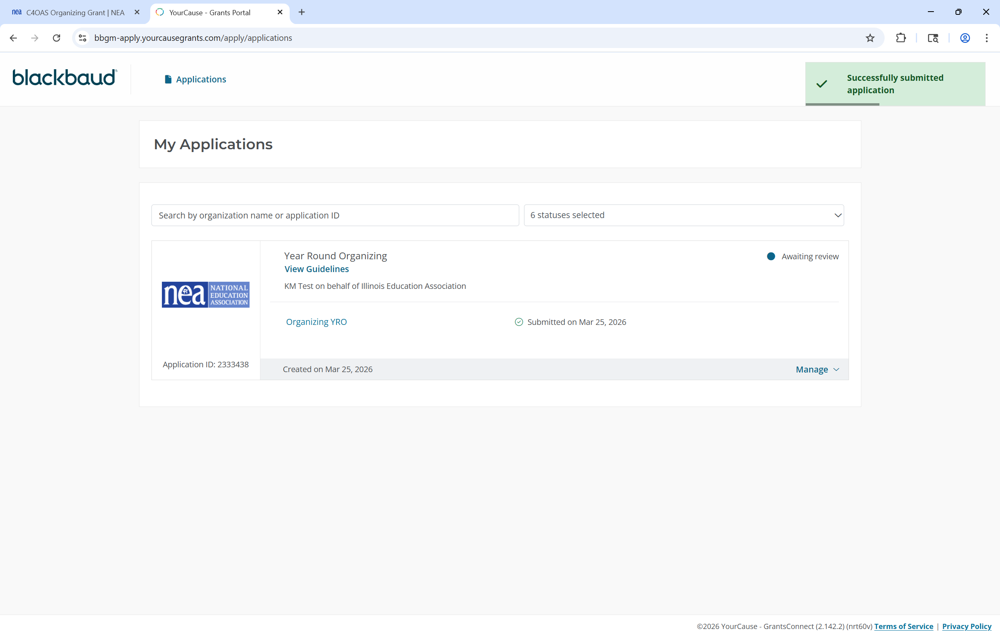 nea C4OAS Organizing Grant | NEA
YourCause - Grants Portal
bbgm-apply.yourcausegrants.com/apply/applications
blackbaud®
Applications
Successfully submitted
application
My Applications
Search by organization name or application ID
6 statuses selected
Year Round Organizing
Awaiting review
View Guidelines
KM Test on behalf of Illinois Education Association
nea NATIONAL
EDUCATION
ASSOCIATION
Organizing YRO
Submitted on Mar 25, 2026
Application ID: 2333438
Created on Mar 25, 2026
Manage
©2026 YourCause - GrantsConnect (2.142.2) (nrt60v) Terms of Service | Privacy Policy